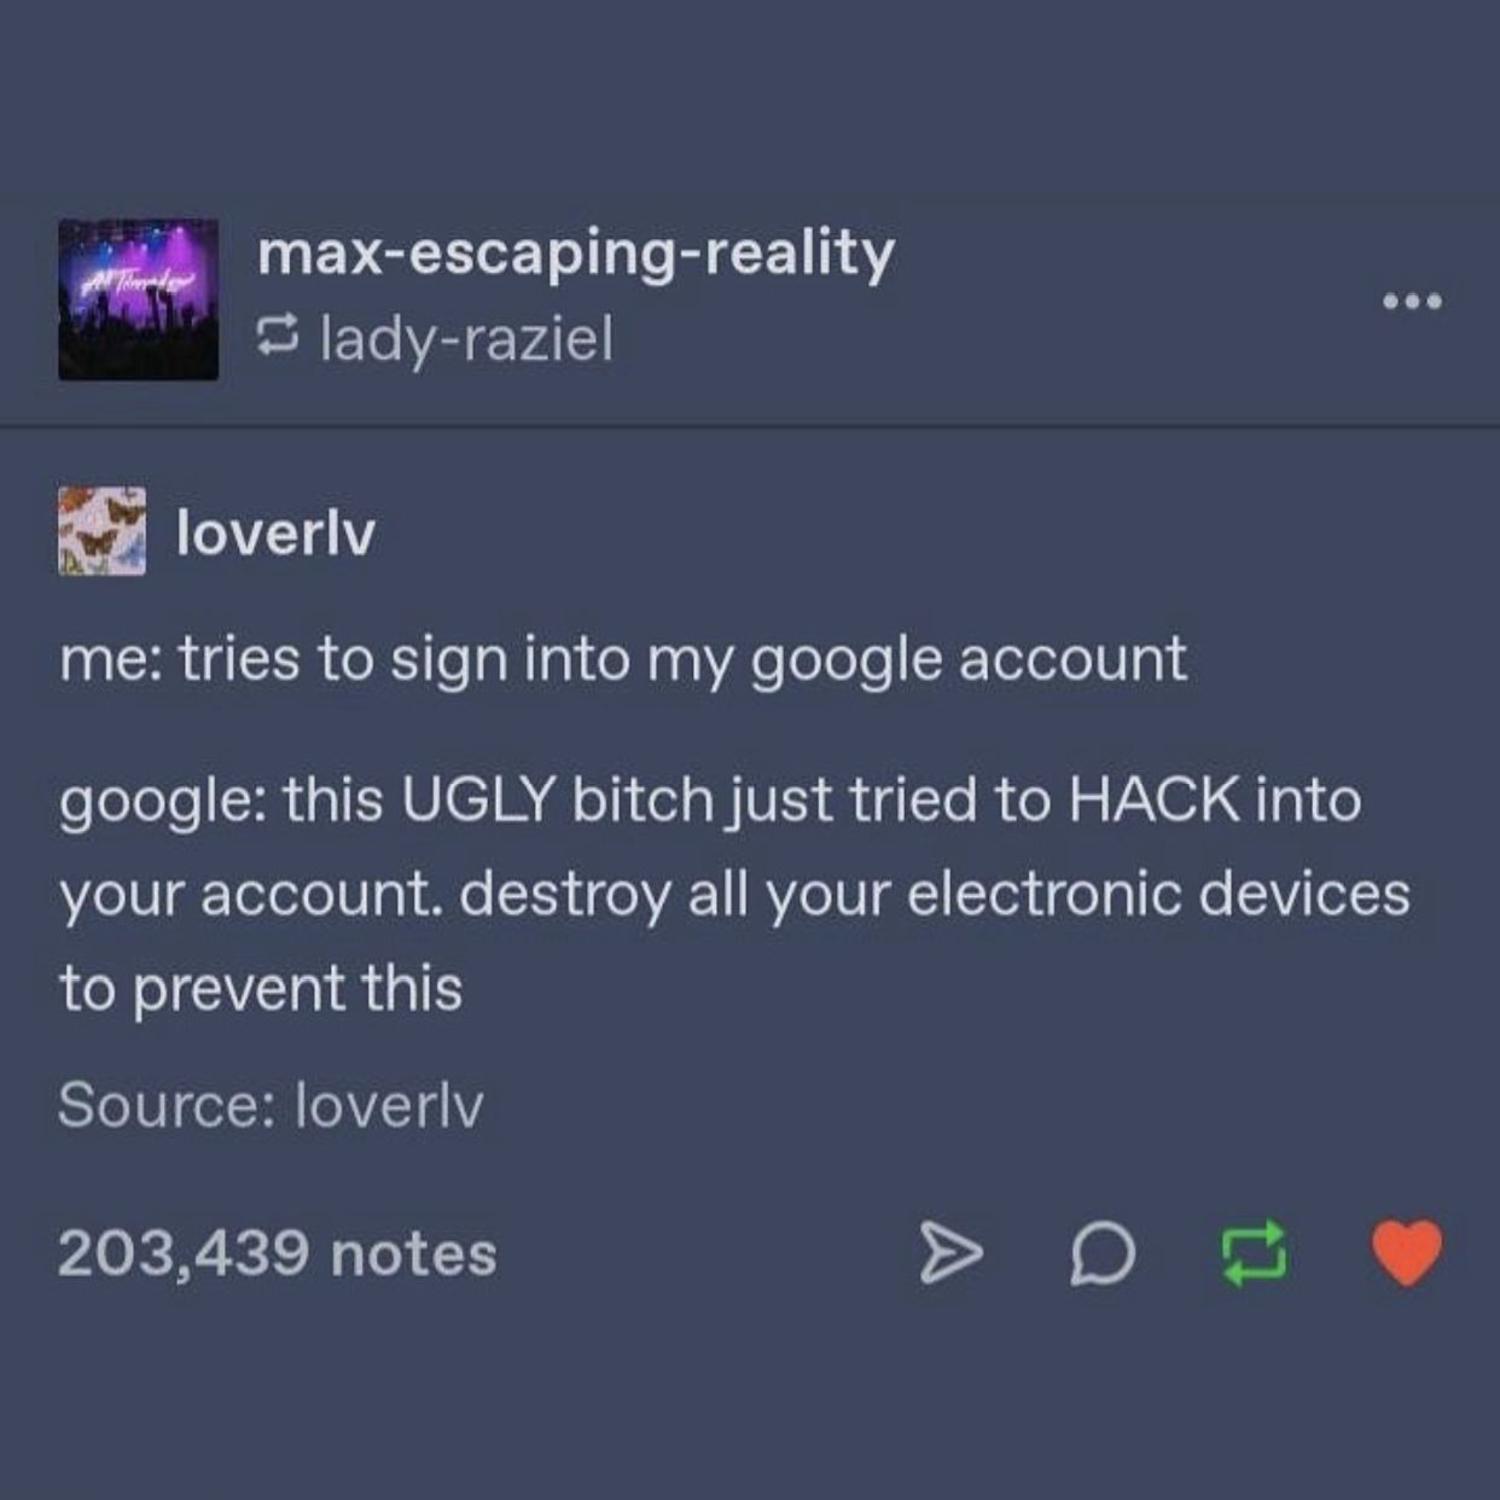 max-escaping-reality
lady-raziel
loverlv
me: tries to sign into my google account
google: this UGLY bitch just tried to HACK into
your account. destroy all your electronic devices
to prevent this
Source: loverlv
203,439 notes